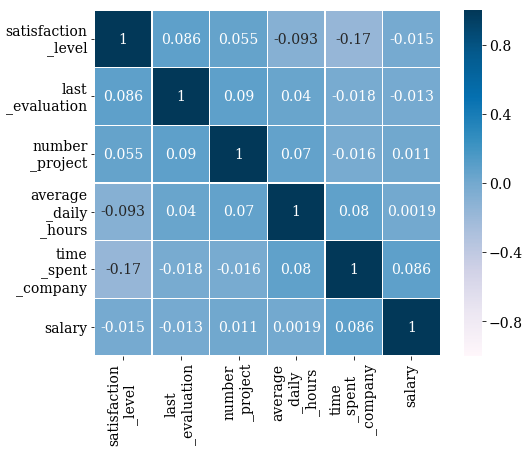 satisfaction
_level
1 0.086 0.055 -0.093 -0.17 -0.015
last
_evaluation
0.086 1 0.09 0.04 -0.018 -0.013
number
_project
0.055 0.09 1 0.07 -0.016 0.011
average
_daily
_hours
-0.093 0.04 0.07 1 0.08 0.0019
time
_spent
_company
-0.17 -0.018 -0.016 0.08 1 0.086
salary
-0.015 -0.013 0.011 0.0019 0.086 1
satisfaction
_level
last
_evaluation
number
_project
average
_daily
_hours
time
_spent
_company
salary
0.8
0.4
0.0
−0.4
−0.8